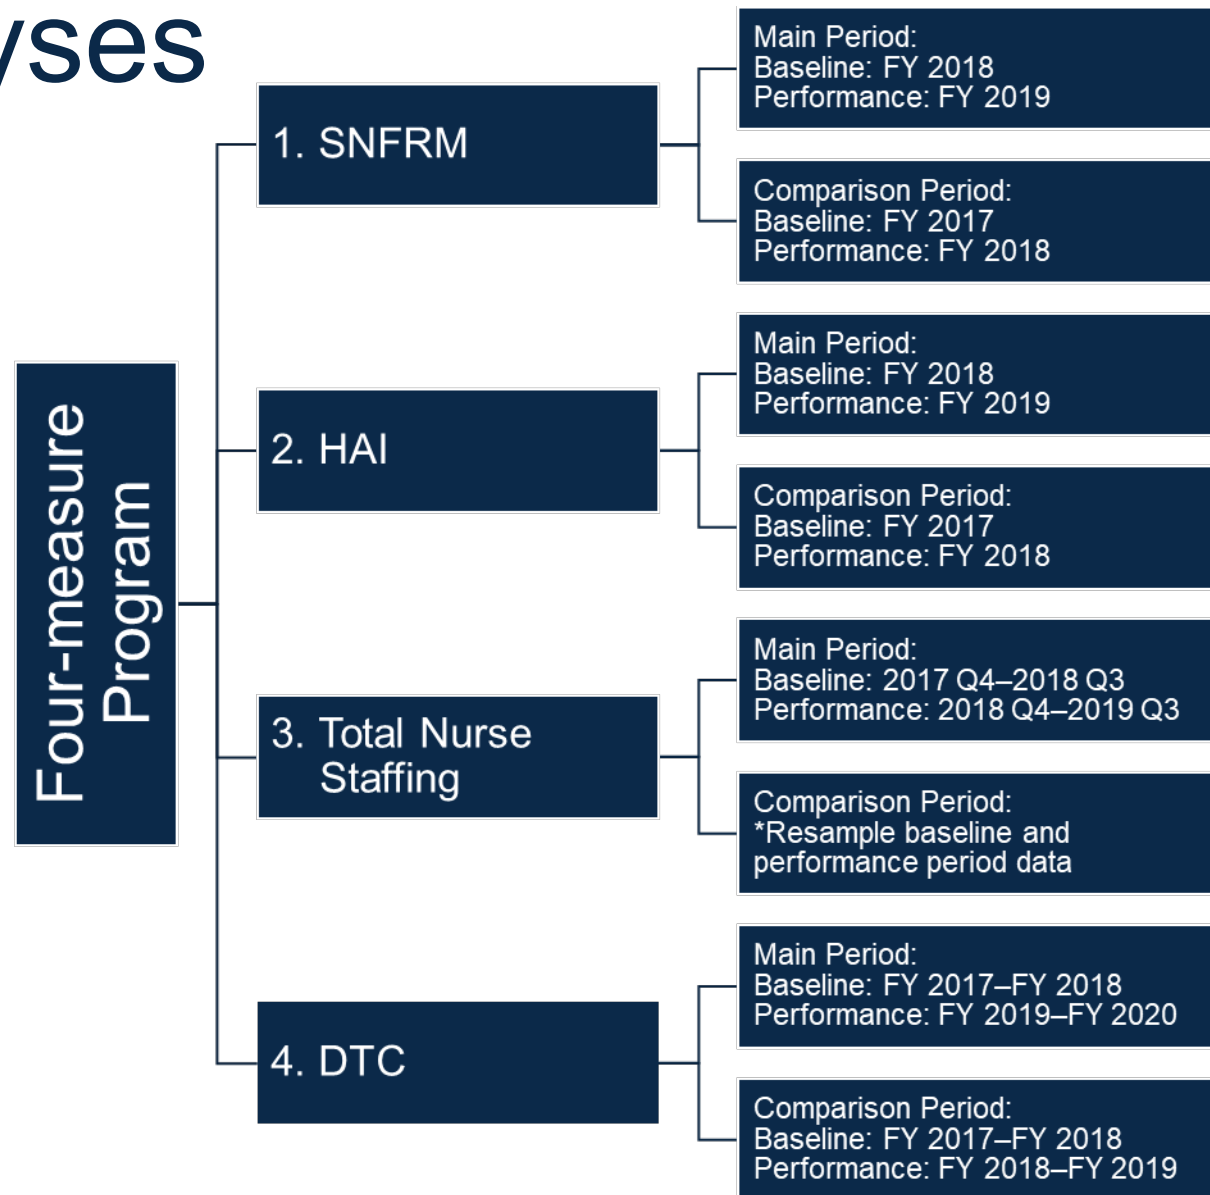 yses
Four-measure
Program
1. SNFRM
Main Period:
Baseline: FY 2018
Performance: FY 2019
Comparison Period:
Baseline: FY 2017
Performance: FY 2018
2. HAI
Main Period:
Baseline: FY 2018
Performance: FY 2019
Comparison Period:
Baseline: FY 2017
Performance: FY 2018
3. Total Nurse
Staffing
Main Period:
Baseline: 2017 Q4–2018 Q3
Performance: 2018 Q4–2019 Q3
Comparison Period:
*Resample baseline and
performance period data
4. DTC
Main Period:
Baseline: FY 2017–FY 2018
Performance: FY 2019–FY 2020
Comparison Period:
Baseline: FY 2017–FY 2018
Performance: FY 2018–FY 2019